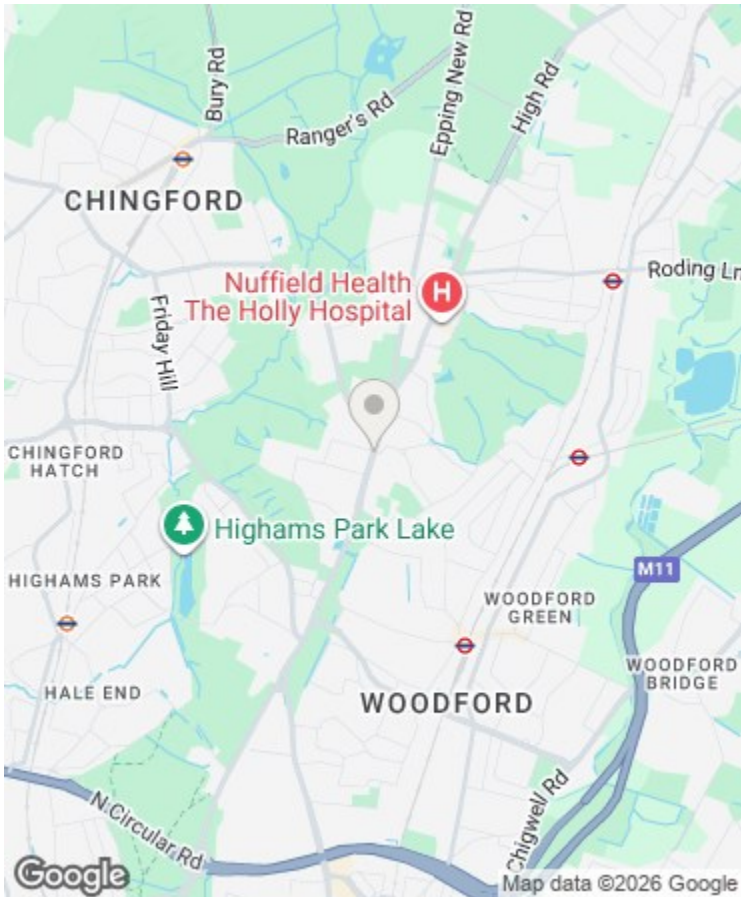 Bury Rd
Ranger's Rd
Epping New Rd
High Rd
CHINGFORD
Roding Ln
Nuffield Health
The Holly Hospital
H
Friday Hill
CHINGFORD
HATCH
Highams Park Lake
M11
HIGHAMS PARK
WOODFORD
GREEN
WOODFORD
BRIDGE
HALE END
WOODFORD
N Circular Rd
Chigwell Rd
Google
Map data ©2026 Google